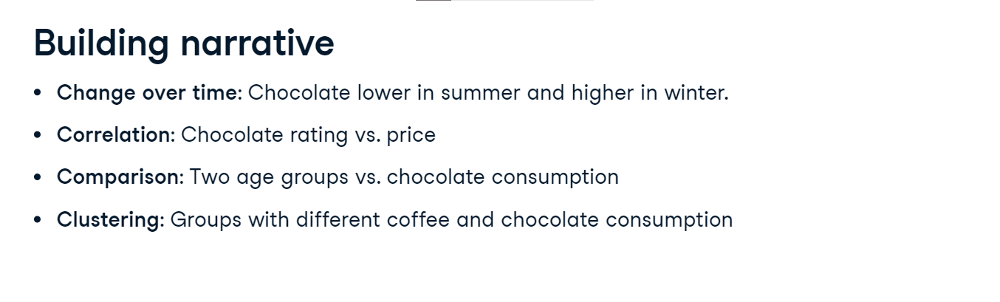 Building narrative
• Change over time: Chocolate lower in summer and higher in winter.
• Correlation: Chocolate rating vs. price
• Comparison: Two age groups vs. chocolate consumption
• Clustering: Groups with different coffee and chocolate consumption